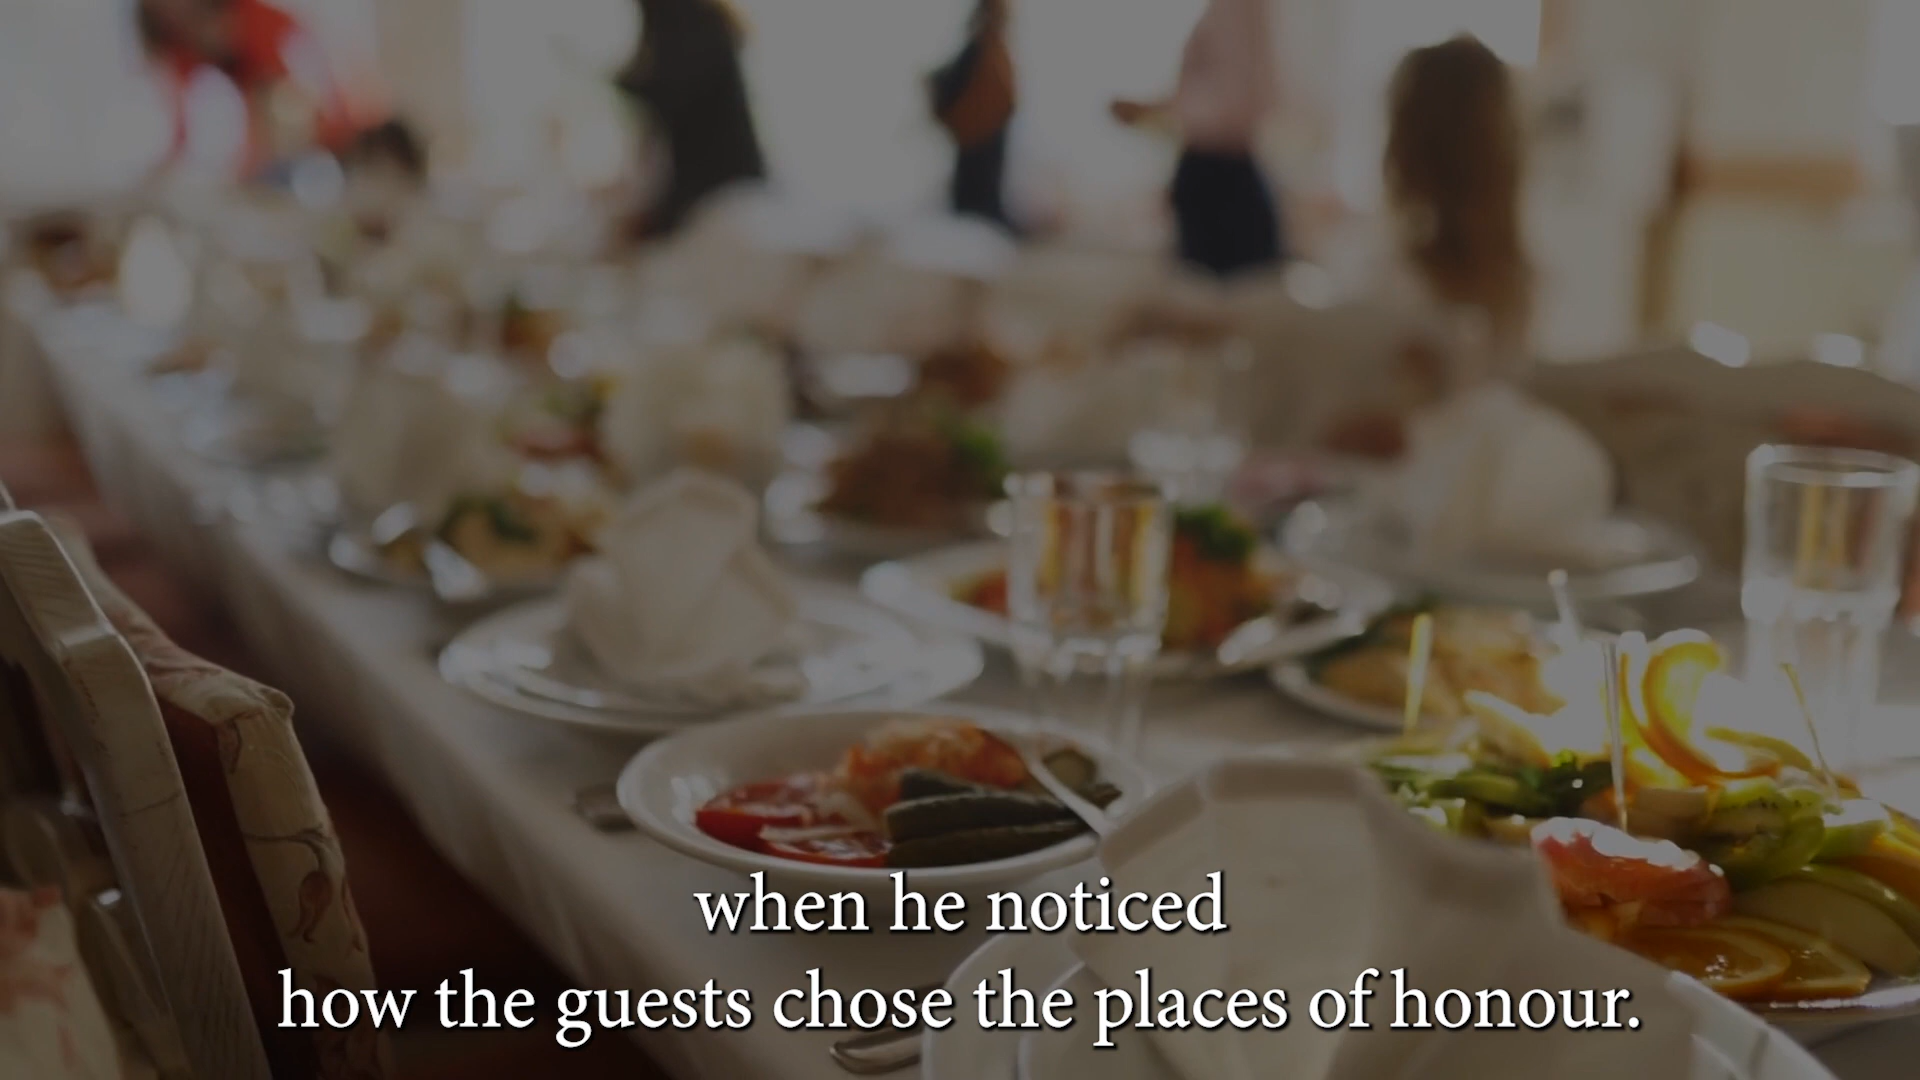 when he noticed
how the guests chose the places of honour.